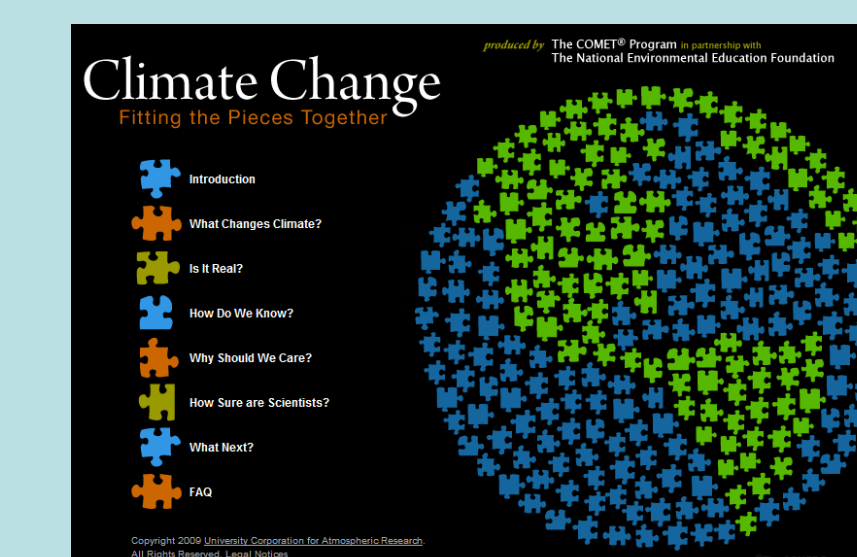 produced by The COMET® Program in partnership with
The National Environmental Education Foundation
Climate Change
Fitting the Pieces Together
Introduction
What Changes Climate?
Is It Real?
How Do We Know?
Why Should We Care?
How Sure are Scientists?
What Next?
FAQ
Copyright 2009 University Corporation for Atmospheric Research.
All Rights Reserved. Legal Notices